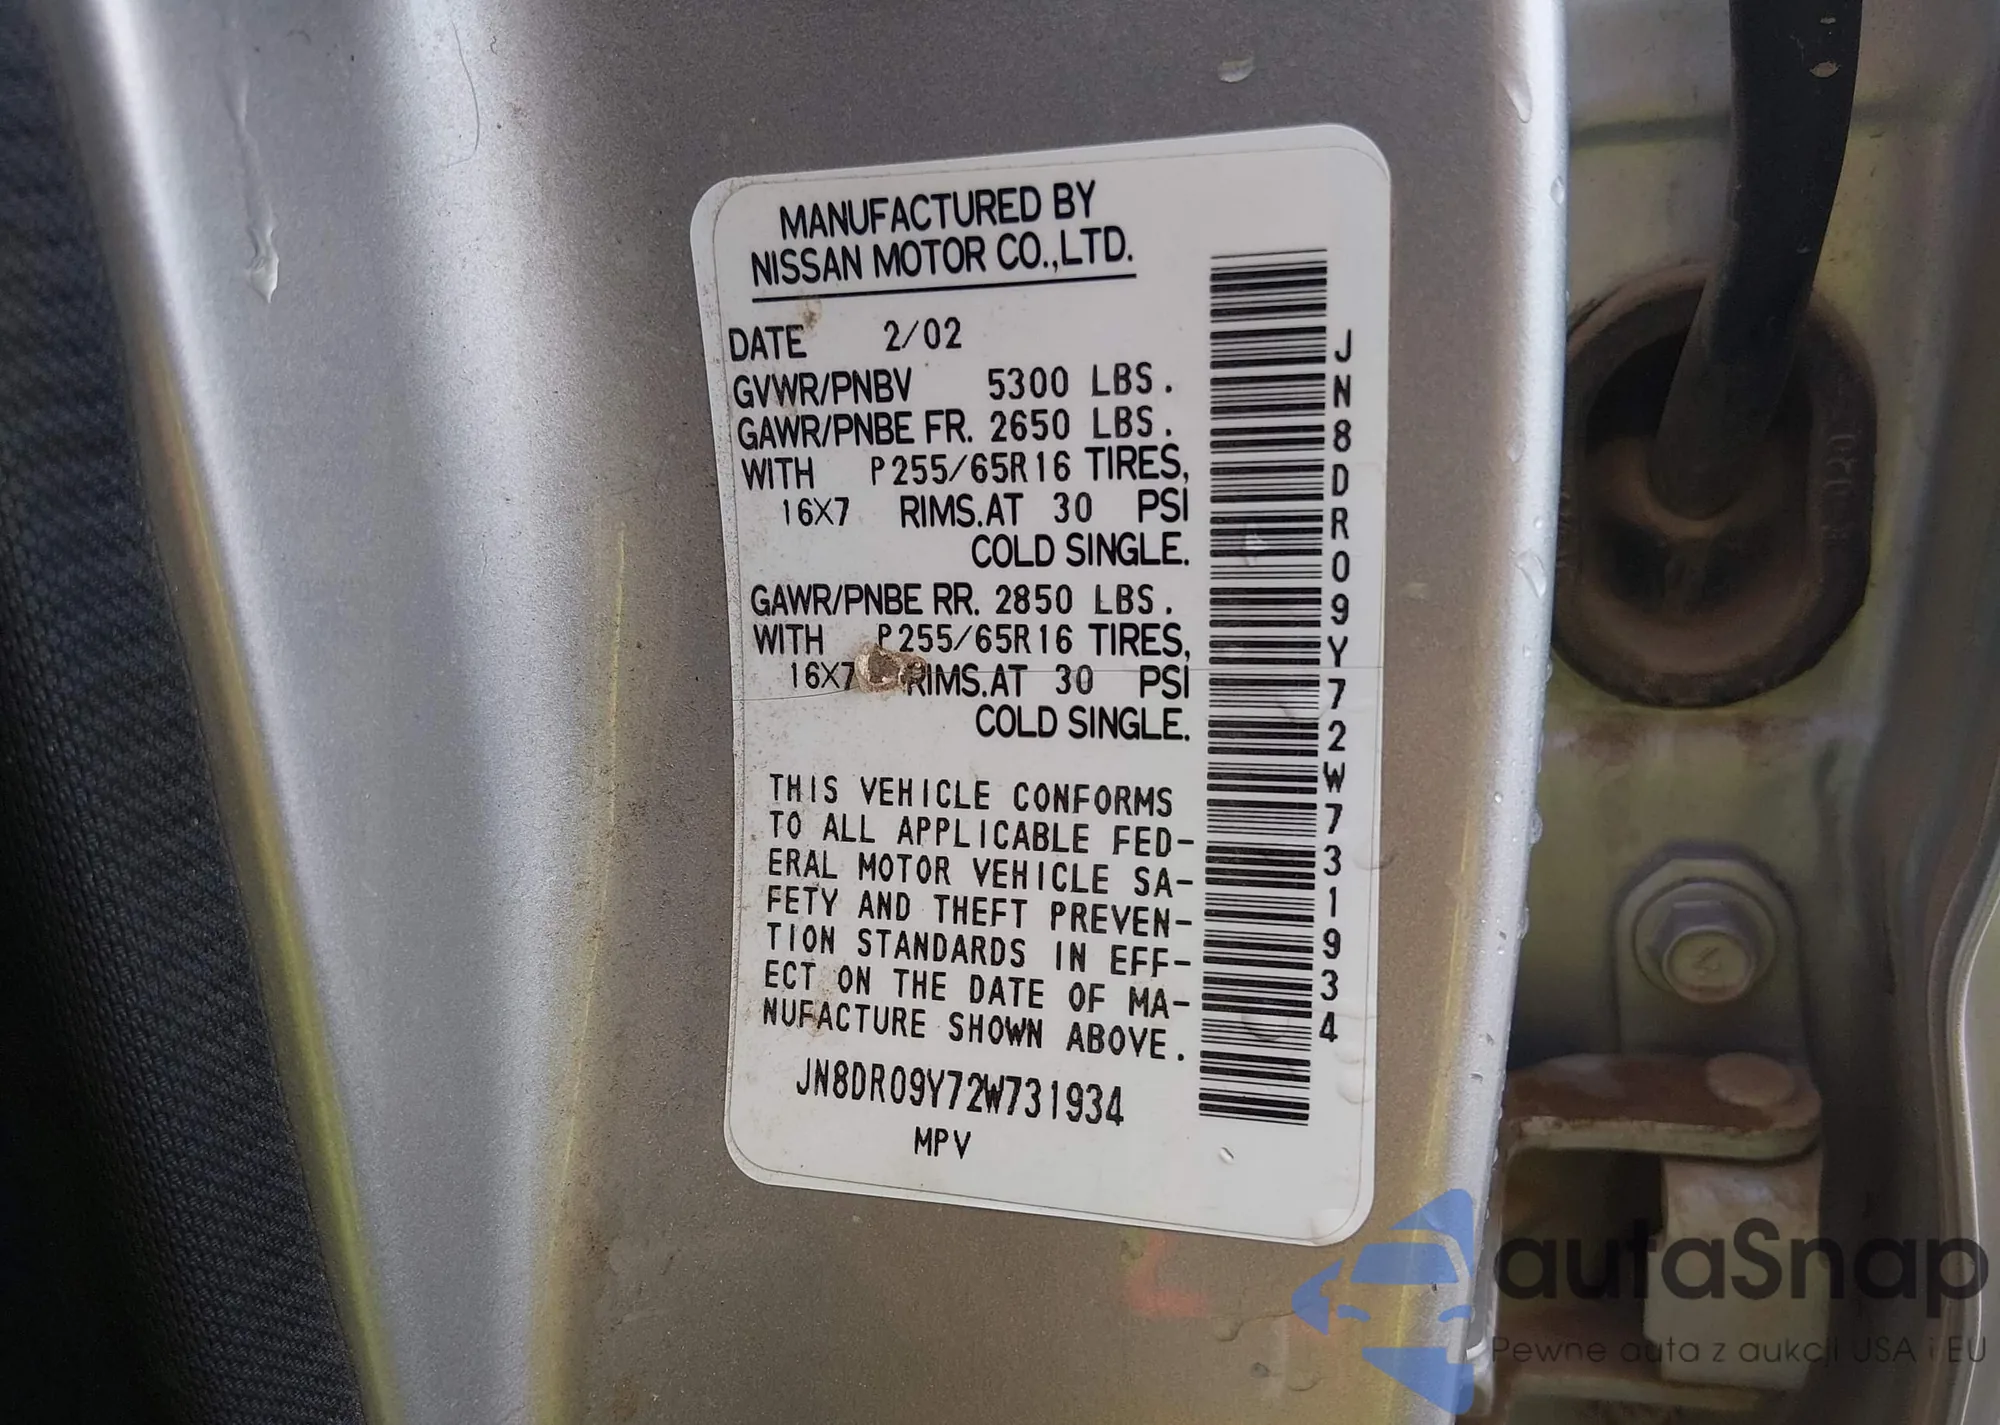 MANUFACTURED BY
NISSAN MOTOR CO.,LTD.
DATE 2/02
GVWR/PNBV 5300 LBS.
GAWR/PNBE FR. 2650 LBS.
WITH P255/65R16 TIRES,
16X7 RIMS.AT 30 PSI
COLD SINGLE.
GAWR/PNBE RR. 2850 LBS.
WITH P255/65R16 TIRES,
16X7 RIMS.AT 30 PSI
COLD SINGLE.
THIS VEHICLE CONFORMS
TO ALL APPLICABLE FED-
ERAL MOTOR VEHICLE SA-
FETY AND THEFT PREVEN-
TION STANDARDS IN EFF-
ECT ON THE DATE OF MA-
NUFACTURE SHOWN ABOVE.
JN8DR09Y72W731934
MPV
JN8DR09Y72W731934
autaSnap
Pewne auta z aukcji USA i EU